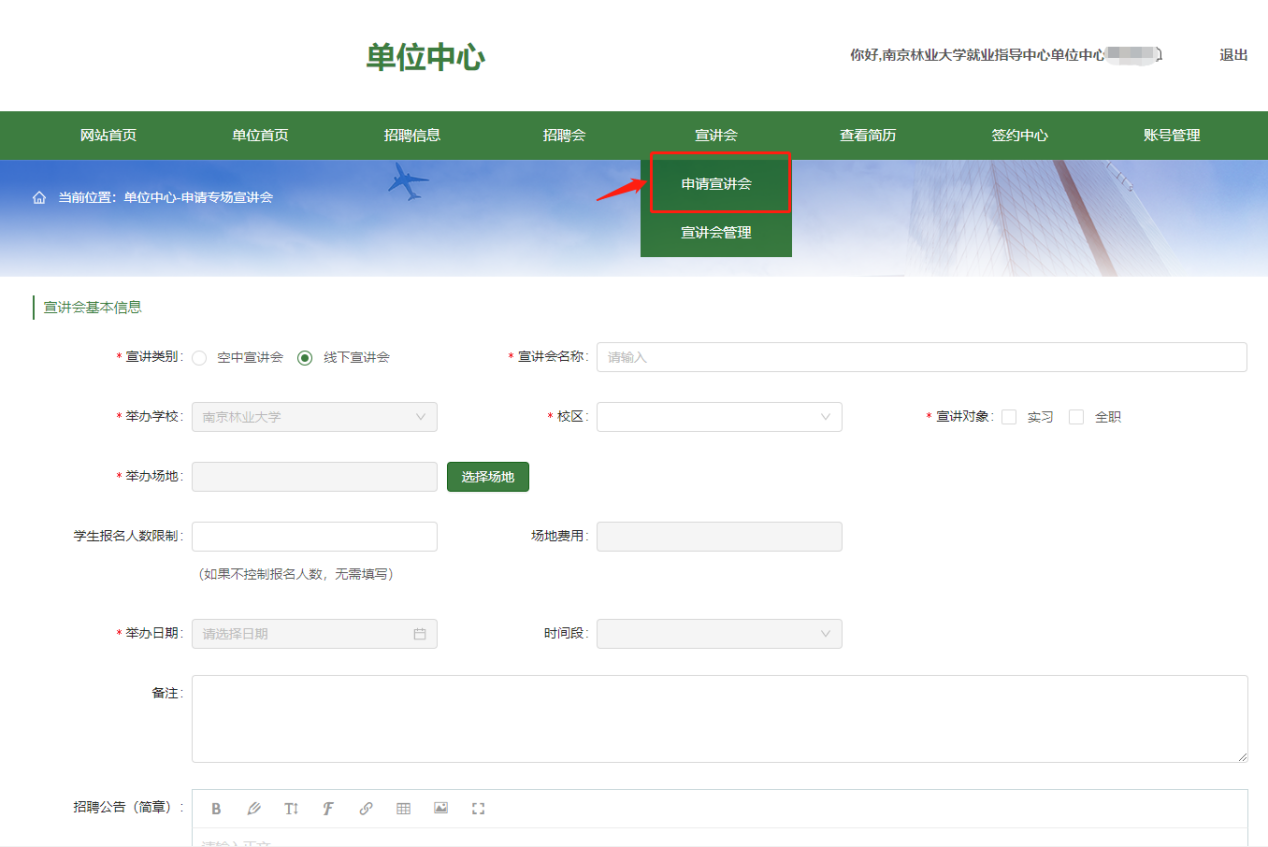 单位中心
你好,南京林业大学就业指导中心单位中心
退出
网站首页 单位首页 招聘信息 招聘会 宣讲会 查看简历 签约中心 账号管理
申请宣讲会
当前位置：单位中心-申请专场宣讲会
宣讲会管理
宣讲会基本信息
* 宣讲类别: 空中宣讲会 线下宣讲会 * 宣讲会名称: 请输入
* 举办学校: 南京林业大学 * 校区: * 宣讲对象: 实习 全职
* 举办场地: 选择场地
学生报名人数限制: 场地费用:
（如果不控制报名人数，无需填写）
* 举办日期: 请选择日期 时间段:
备注:
招聘公告（简章）: B T F
请输入正文